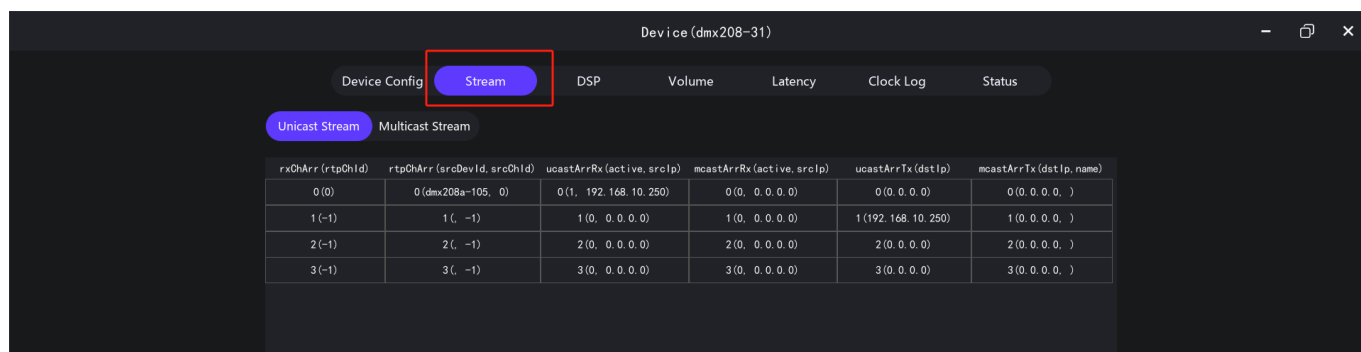 Device(dmx208-31)
Device Config Stream DSP Volume Latency Clock Log Status
Unicast Stream Multicast Stream
rxChArr(rtpChId) rtpChArr(srcDevId, srcChId) ucastArrRx(active, srcIp) mcastArrRx(active, srcIp) ucastArrTx(dstIp) mcastArrTx(dstIp, name)
0(0) 0(dmx208a-105, 0) 0(1, 192.168.10.250) 0(0, 0.0.0.0) 0(0.0.0.0) 0(0.0.0.0, )
1(-1) 1(, -1) 1(0, 0.0.0.0) 1(0, 0.0.0.0) 1(192.168.10.250) 1(0.0.0.0, )
2(-1) 2(, -1) 2(0, 0.0.0.0) 2(0, 0.0.0.0) 2(0.0.0.0) 2(0.0.0.0, )
3(-1) 3(, -1) 3(0, 0.0.0.0) 3(0, 0.0.0.0) 3(0.0.0.0) 3(0.0.0.0, )